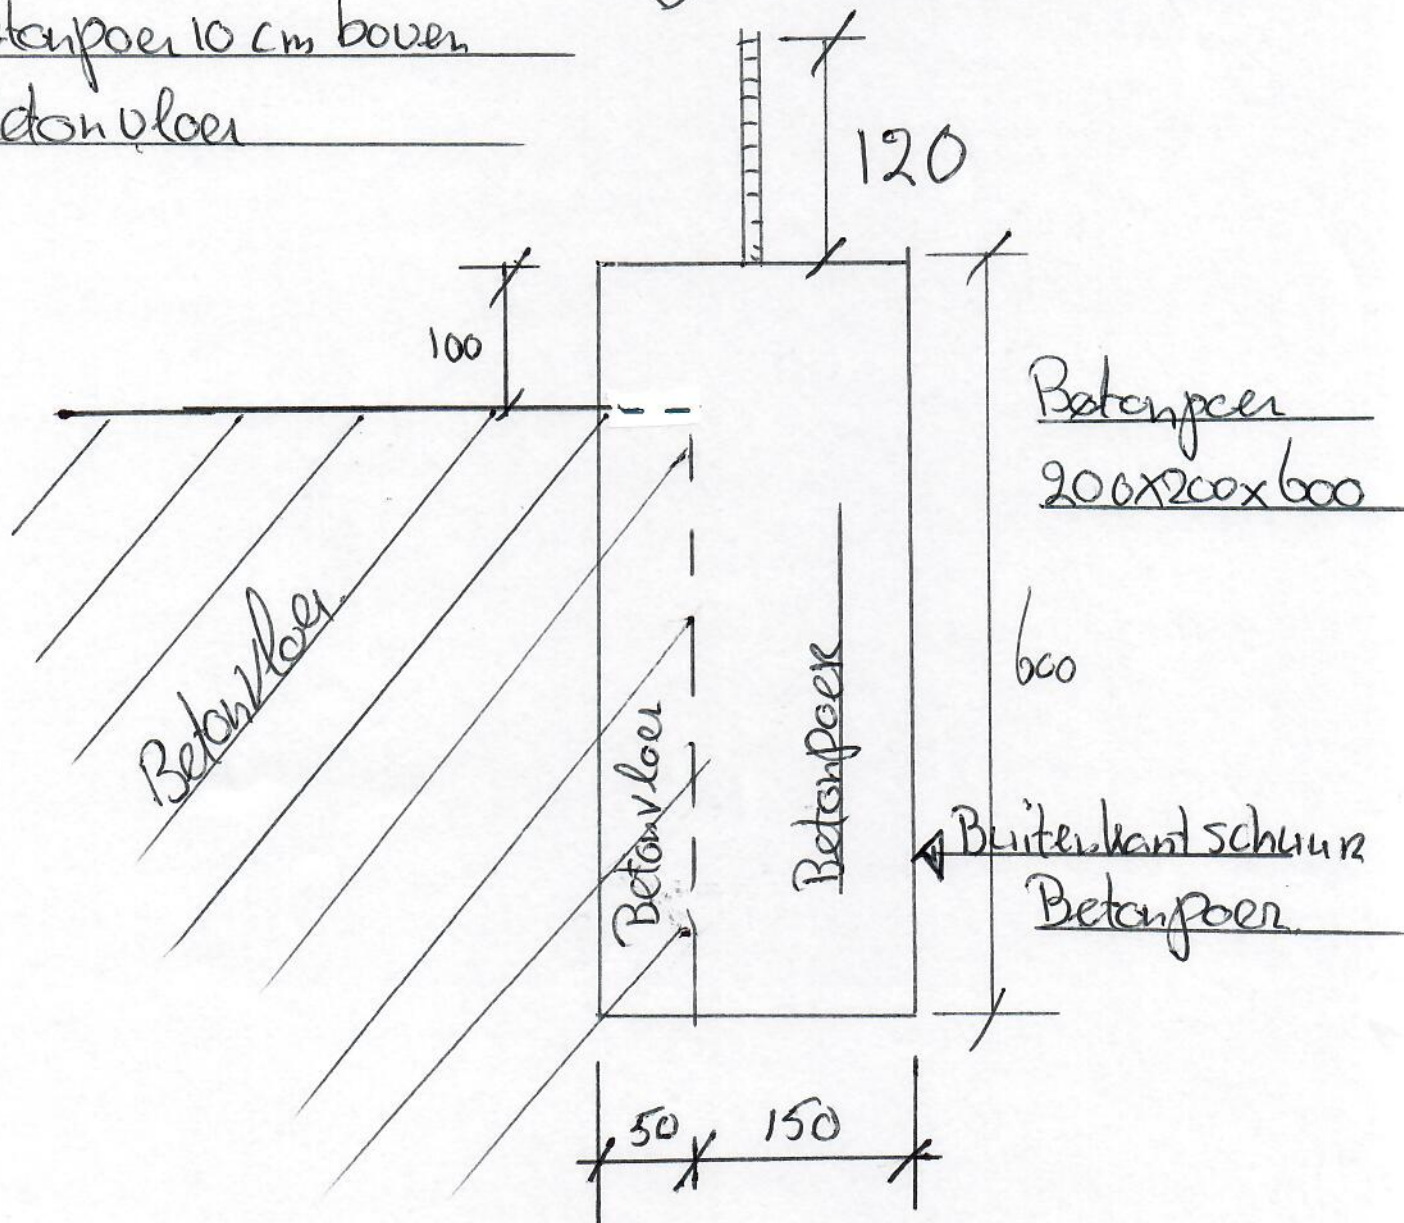 tonpoer 10 cm boven
etonvloer
120
100
Betonpoer
200x200x600
Betonvloer
600
Betonvloer
Betonpoer
Buitenkant schuur
Betonpoer
50
150